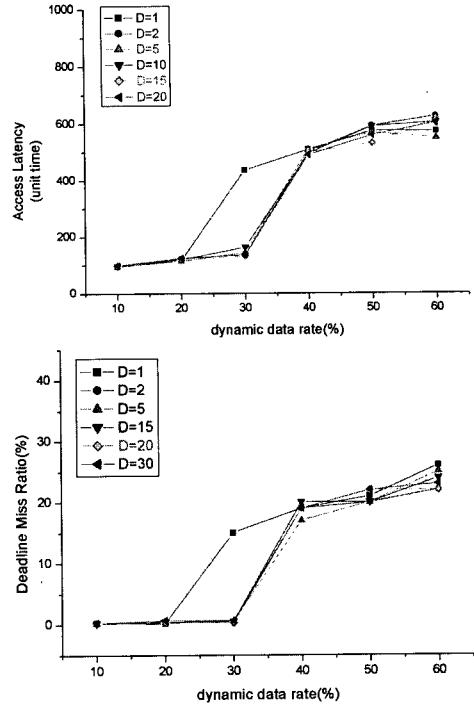 D=1
D=2
D=5
D=10
D=15
D=20
1000
800
600
400
200
0
Access Latency
(unit time)
10 20 30 40 50 60
dynamic data rate(%)
D=1
D=2
D=5
D=15
D=20
D=30
40
30
20
10
0
Deadline Miss Ratio(%)
10 20 30 40 50 60
dynamic data rate(%)